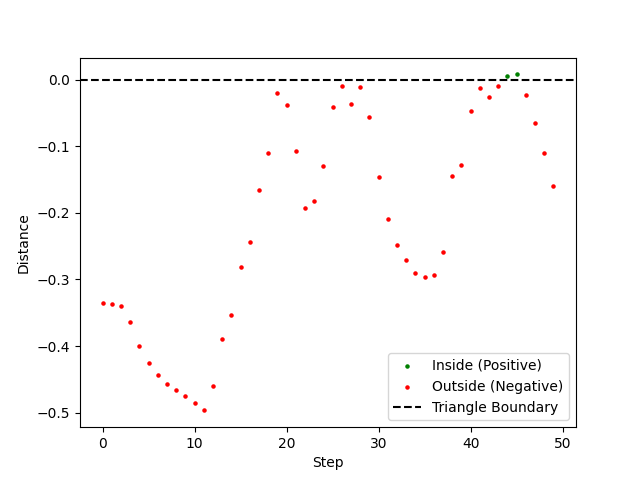 0.0
−0.1
−0.2
−0.3
−0.4
−0.5
Distance
0 10 20 30 40 50
Step
Inside (Positive)
Outside (Negative)
Triangle Boundary